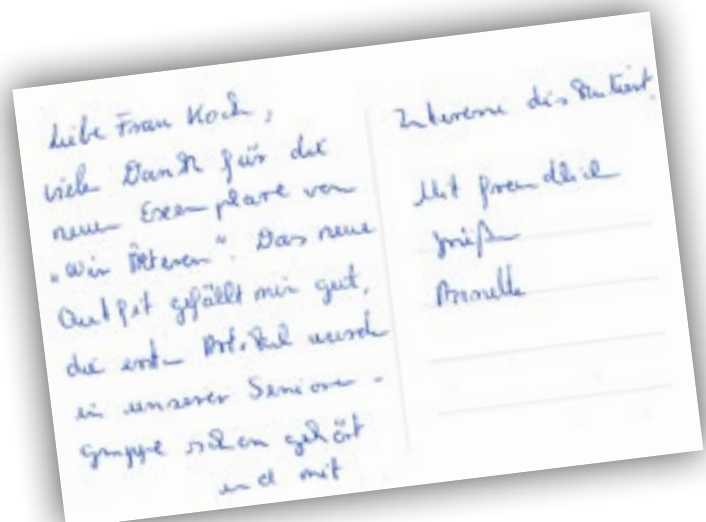 Liebe Frau Koch,
vielen Dank für die
neuen Exemplare von
„Wir Älteren“. Das neue
Outfit gefällt mir gut,
die ersten Artikel wurden
in unserer Senioren-
gruppe schon gehört
und mit
Interesse diskutiert.
Mit freundlichen
Grüßen
Annette